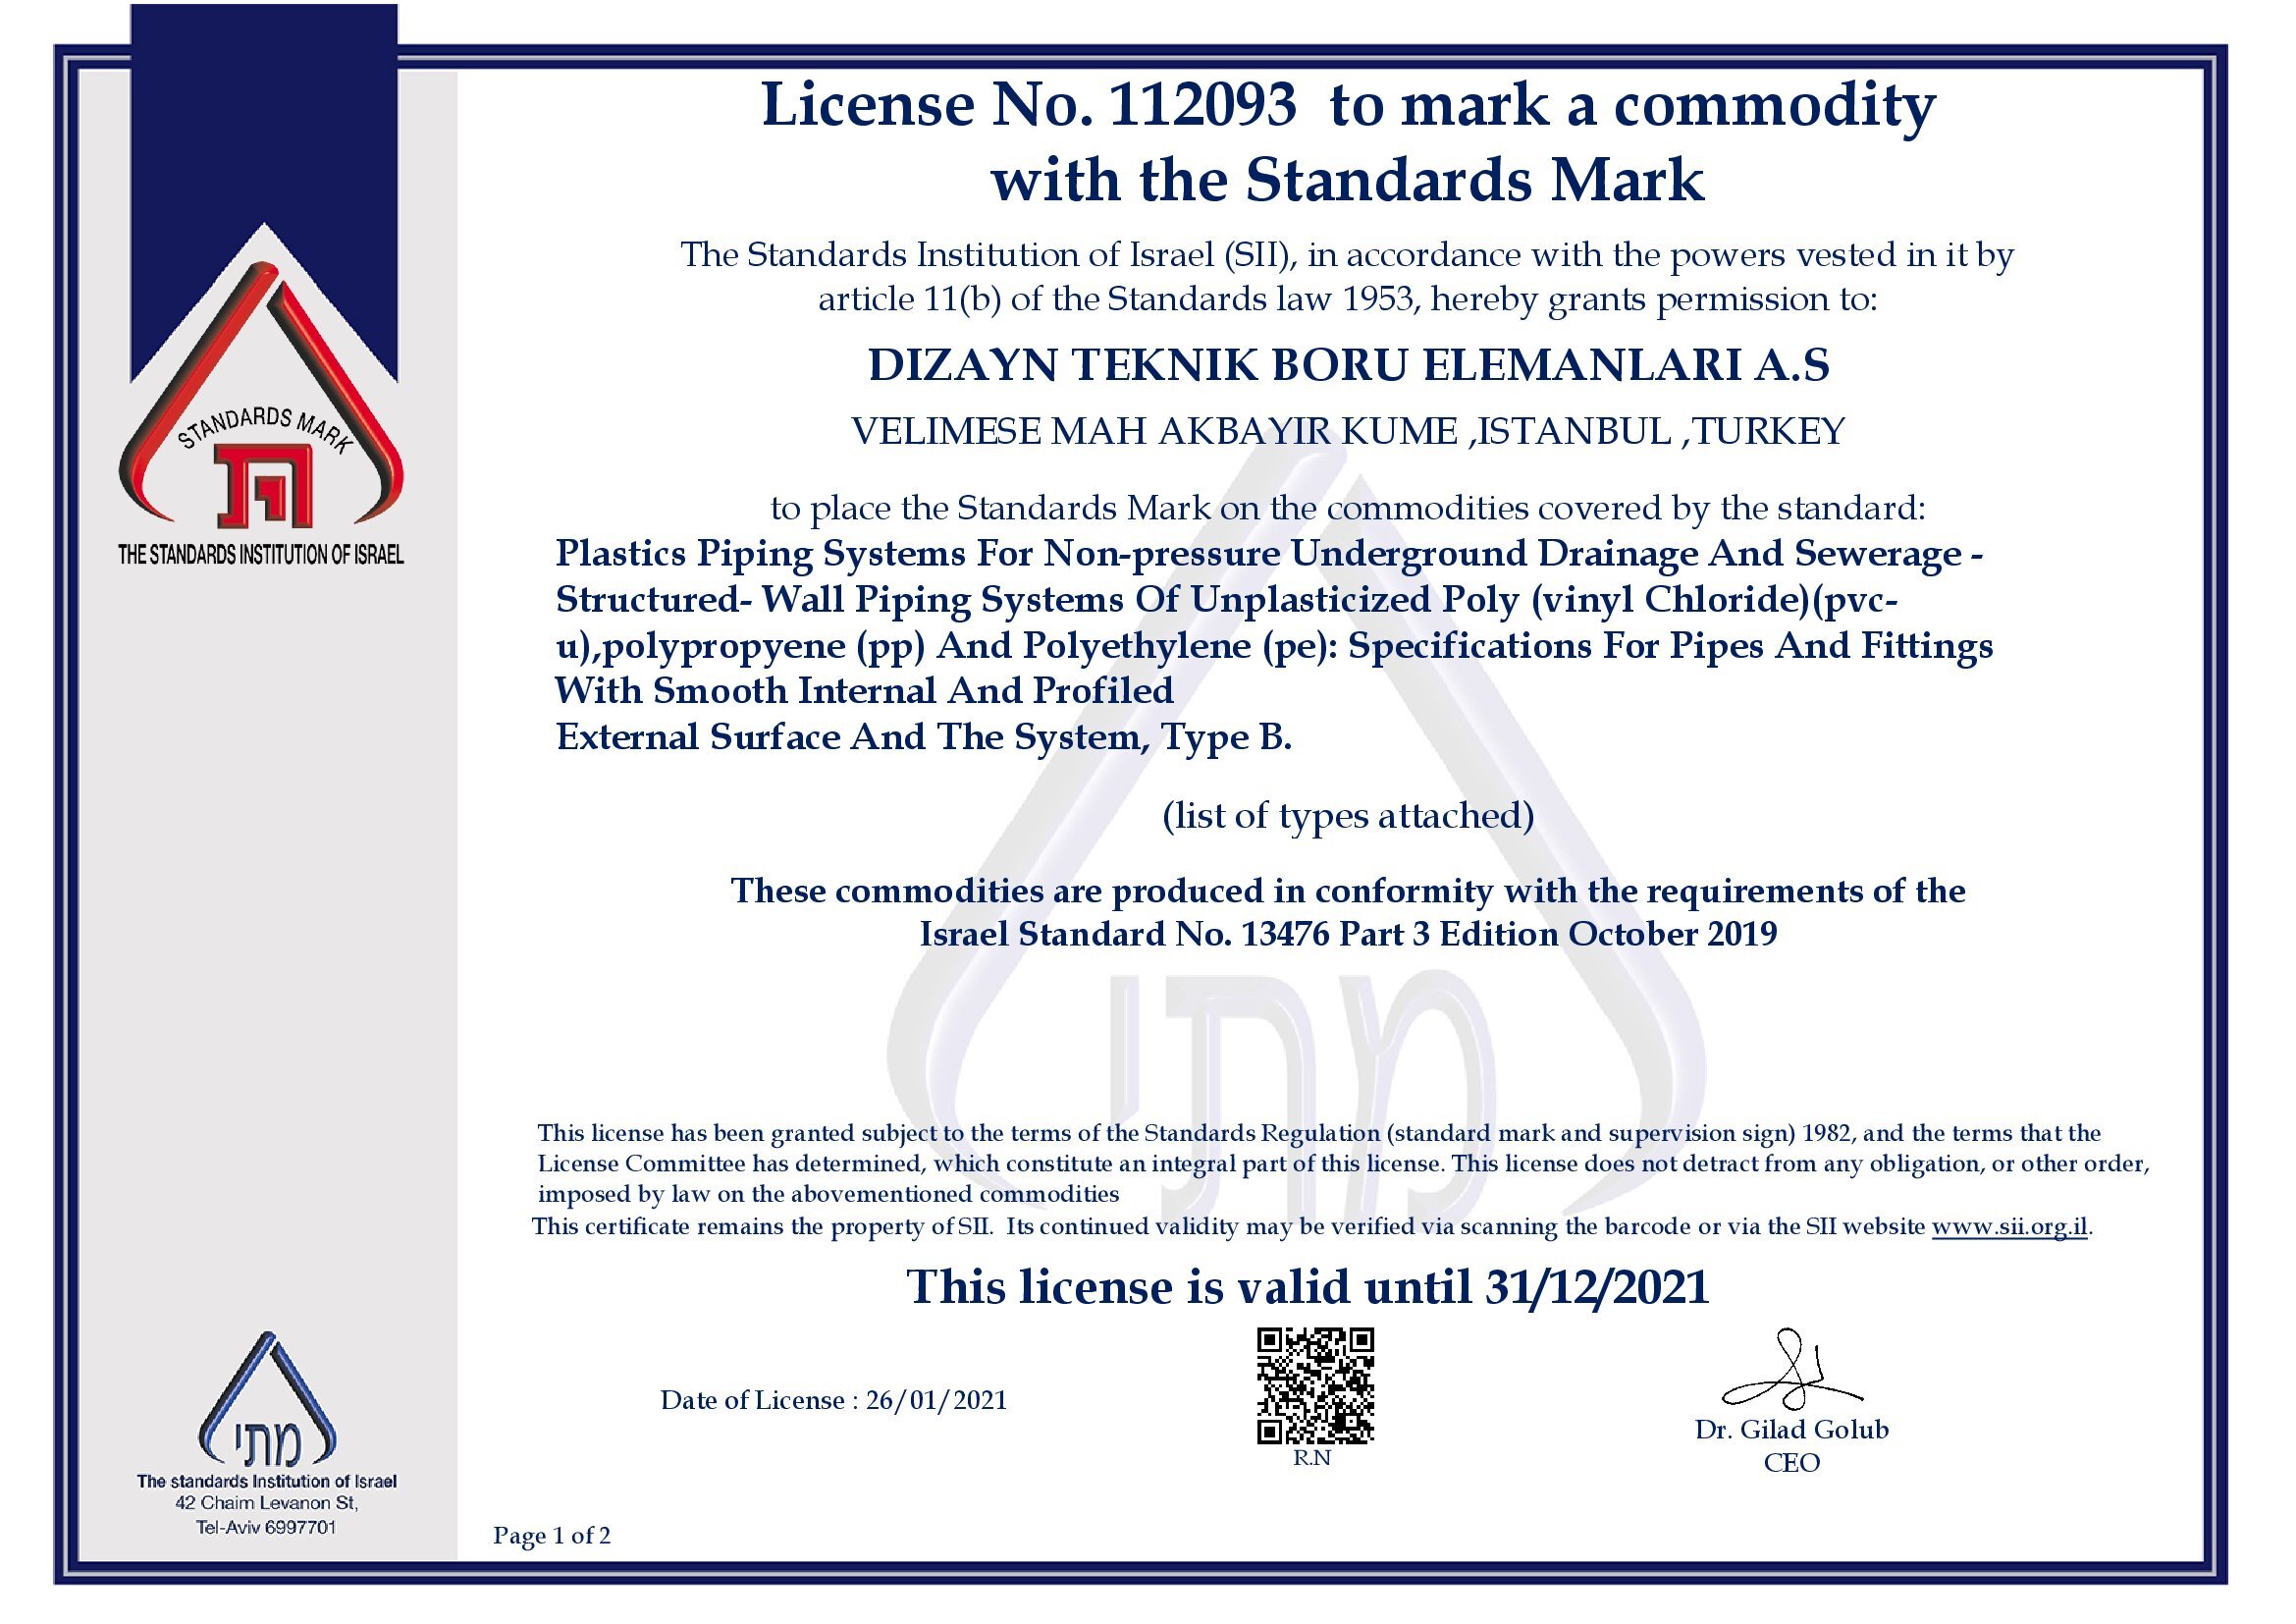 License No. 112093 to mark a commodity
with the Standards Mark
The Standards Institution of Israel (SII), in accordance with the powers vested in it by
article 11(b) of the Standards law 1953, hereby grants permission to:
DIZAYN TEKNIK BORU ELEMANLARI A.S
VELIMESE MAH AKBAYIR KUME ,ISTANBUL ,TURKEY
to place the Standards Mark on the commodities covered by the standard:
Plastics Piping Systems For Non-pressure Underground Drainage And Sewerage -
Structured- Wall Piping Systems Of Unplasticized Poly (vinyl Chloride)(pvc-
u),polypropyene (pp) And Polyethylene (pe): Specifications For Pipes And Fittings
With Smooth Internal And Profiled
External Surface And The System, Type B.
(list of types attached)
These commodities are produced in conformity with the requirements of the
Israel Standard No. 13476 Part 3 Edition October 2019
מתי
This license has been granted subject to the terms of the Standards Regulation (standard mark and supervision sign) 1982, and the terms that the
License Committee has determined, which constitute an integral part of this license. This license does not detract from any obligation, or other order,
imposed by law on the abovementioned commodities
This certificate remains the property of SII. Its continued validity may be verified via scanning the barcode or via the SII website www.sii.org.il.
This license is valid until 31/12/2021
Date of License : 26/01/2021
R.N
Dr. Gilad Golub
CEO
Page 1 of 2
STANDARDS MARK
THE STANDARDS INSTITUTION OF ISRAEL
מתי
The standards Institution of Israel
42 Chaim Levanon St,
Tel-Aviv 6997701